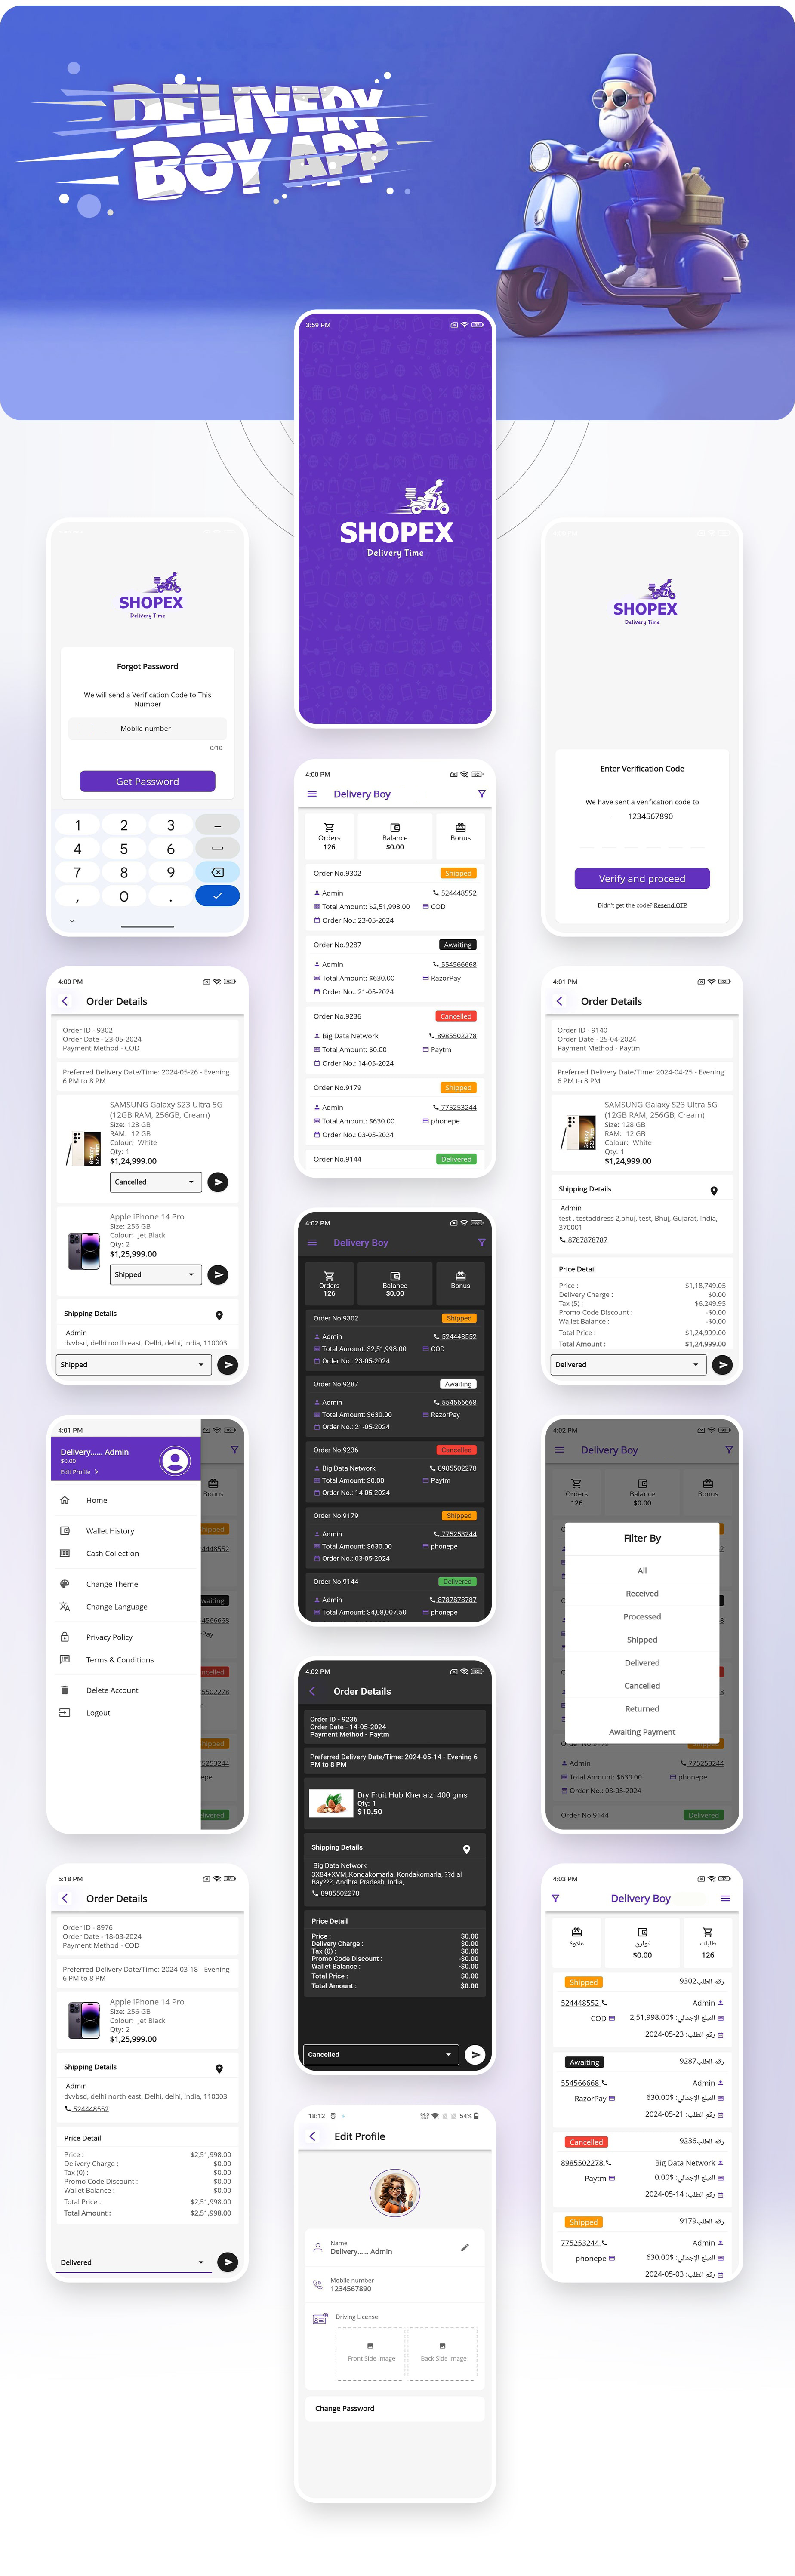 DELIVERY
BOY APP
3:59 PM
SHOPEX
Delivery Time
SHOPEX
Delivery Time
Forgot Password
We will send a Verification Code to This
Number
Mobile number
0/10
Get Password
1 2 3 –
4 5 6
7 8 9
, 0 .
SHOPEX
Delivery Time
Enter Verification Code
We have sent a verification code to
1234567890
Verify and proceed
Didn't get the code? Resend OTP
4:00 PM
Delivery Boy
Orders
126
Balance
$0.00
Bonus
Order No.9302 Shipped
Admin 524448552
Total Amount: $2,51,998.00 COD
Order No.: 23-05-2024
Order No.9287 Awaiting
Admin 554566668
Total Amount: $630.00 RazorPay
Order No.: 21-05-2024
Order No.9236 Cancelled
Big Data Network 8985502278
Total Amount: $0.00 Paytm
Order No.: 14-05-2024
Order No.9179 Shipped
Admin 775253244
Total Amount: $630.00 phonepe
Order No.: 03-05-2024
Order No.9144 Delivered
4:00 PM
Order Details
Order ID - 9302
Order Date - 23-05-2024
Payment Method - COD
Preferred Delivery Date/Time: 2024-05-26 - Evening
6 PM to 8 PM
SAMSUNG Galaxy S23 Ultra 5G
(12GB RAM, 256GB, Cream)
Size: 128 GB
RAM: 12 GB
Colour: White
Qty: 1
$1,24,999.00
Cancelled
Apple iPhone 14 Pro
Size: 256 GB
Colour: Jet Black
Qty: 2
$1,25,999.00
Shipped
Shipping Details
Admin
dvvbsd, delhi north east, Delhi, delhi, india, 110003
Shipped
4:01 PM
Order Details
Order ID - 9140
Order Date - 25-04-2024
Payment Method - Paytm
Preferred Delivery Date/Time: 2024-04-25 - Evening
6 PM to 8 PM
SAMSUNG Galaxy S23 Ultra 5G
(12GB RAM, 256GB, Cream)
Size: 128 GB
RAM: 12 GB
Colour: White
Qty: 1
$1,24,999.00
Shipping Details
Admin
test , testaddress 2,bhuj, test, Bhuj, Gujarat, India,
370001
8787878787
Price Detail
Price : $1,18,749.05
Delivery Charge : $0.00
Tax (5) : $6,249.95
Promo Code Discount : -$0.00
Wallet Balance : -$0.00
Total Price : $1,24,999.00
Total Amount : $1,24,999.00
Delivered
4:02 PM
Delivery Boy
Orders
126
Balance
$0.00
Bonus
Order No.9302 Shipped
Admin 524448552
Total Amount: $2,51,998.00 COD
Order No.: 23-05-2024
Order No.9287 Awaiting
Admin 554566668
Total Amount: $630.00 RazorPay
Order No.: 21-05-2024
Order No.9236 Cancelled
Big Data Network 8985502278
Total Amount: $0.00 Paytm
Order No.: 14-05-2024
Order No.9179 Shipped
Admin 775253244
Total Amount: $630.00 phonepe
Order No.: 03-05-2024
Order No.9144 Delivered
Admin 8787878787
Total Amount: $4,08,007.50 phonepe
4:01 PM
Delivery...... Admin
$0.00
Edit Profile
Home
Wallet History
Cash Collection
Change Theme
Change Language
Privacy Policy
Terms & Conditions
Delete Account
Logout
Bonus
4:02 PM
Delivery Boy
Orders
126
Balance
$0.00
Bonus
Filter By
All
Received
Processed
Shipped
Delivered
Cancelled
Returned
Awaiting Payment
Admin 775253244
Total Amount: $630.00 phonepe
Order No.: 03-05-2024
Order No.9144 Delivered
4:02 PM
Order Details
Order ID - 9236
Order Date - 14-05-2024
Payment Method - Paytm
Preferred Delivery Date/Time: 2024-05-14 - Evening 6
PM to 8 PM
Dry Fruit Hub Khenaizi 400 gms
Qty: 1
$10.50
Shipping Details
Big Data Network
3X84+XVM,Kondakomarla, Kondakomarla, ??d al
Bay???, Andhra Pradesh, India,
8985502278
Price Detail
Price : $0.00
Delivery Charge : $0.00
Tax (0) : $0.00
Promo Code Discount : -$0.00
Wallet Balance : -$0.00
Total Price : $0.00
Total Amount : $0.00
Cancelled
5:18 PM
Order Details
Order ID - 8976
Order Date - 18-03-2024
Payment Method - COD
Preferred Delivery Date/Time: 2024-03-18 - Evening
6 PM to 8 PM
Apple iPhone 14 Pro
Size: 256 GB
Colour: Jet Black
Qty: 2
$1,25,999.00
Shipping Details
Admin
dvvbsd, delhi north east, Delhi, delhi, india, 110003
524448552
Price Detail
Price : $2,51,998.00
Delivery Charge : $0.00
Tax (0) : $0.00
Promo Code Discount : -$0.00
Wallet Balance : -$0.00
Total Price : $2,51,998.00
Total Amount : $2,51,998.00
Delivered
4:03 PM
Delivery Boy
طلبات
126
توازن
$0.00
علاوة
رقم الطلب9302 Shipped
Admin 524448552
المبلغ الإجمالي: $2,51,998.00 COD
رقم الطلب: 23-05-2024
رقم الطلب9287 Awaiting
Admin 554566668
المبلغ الإجمالي: $630.00 RazorPay
رقم الطلب: 21-05-2024
رقم الطلب9236 Cancelled
Big Data Network 8985502278
المبلغ الإجمالي: $0.00 Paytm
رقم الطلب: 14-05-2024
رقم الطلب9179 Shipped
Admin 775253244
المبلغ الإجمالي: $630.00 phonepe
رقم الطلب: 03-05-2024
18:12 54%
Edit Profile
Name
Delivery...... Admin
Mobile number
1234567890
Driving License
Front Side Image
Back Side Image
Change Password